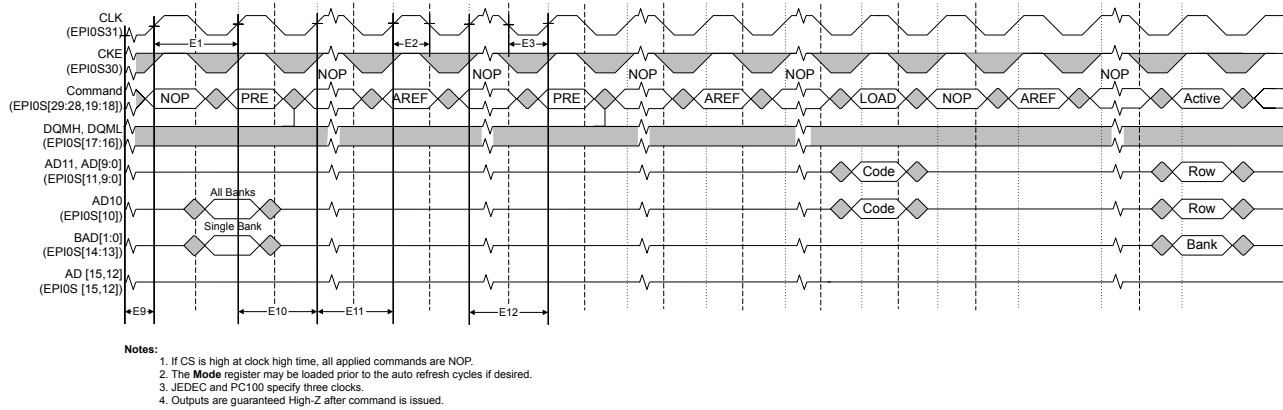 CLK
(EPI0S31)
E1
E2
E3
CKE
(EPI0S30)
NOP
NOP
NOP
NOP
NOP
Command
(EPI0S[29:28,19:18])
NOP
PRE
AREF
PRE
AREF
LOAD
NOP
AREF
Active
DQMH, DQML
(EPI0S[17:16])
AD11, AD[9:0]
(EPI0S[11,9:0])
Code
Row
All Banks
AD10
(EPI0S[10])
Code
Row
Single Bank
BAD[1:0]
(EPI0S[14:13])
Bank
AD [15,12]
(EPI0S [15,12])
E9
E10
E11
E12
Notes:
1. If CS is high at clock high time, all applied commands are NOP.
2. The Mode register may be loaded prior to the auto refresh cycles if desired.
3. JEDEC and PC100 specify three clocks.
4. Outputs are guaranteed High-Z after command is issued.